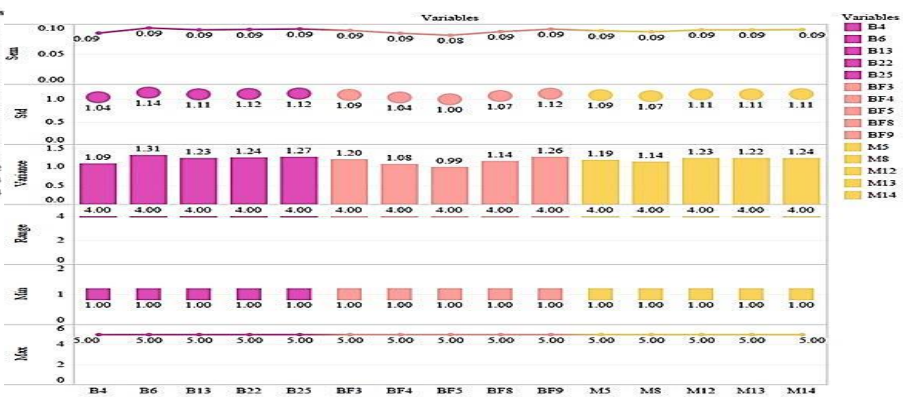 Variables
Variables
Sem
0.10
0.05
0.00
0.09 0.09 0.09 0.09 0.09 0.09 0.09 0.08 0.09 0.09 0.09 0.09 0.09 0.09 0.09
Std
1.0
0.5
0.0
1.04 1.14 1.11 1.12 1.12 1.09 1.04 1.00 1.07 1.12 1.09 1.07 1.11 1.11 1.11
Variance
1.5
1.0
0.5
0.0
1.09 1.31 1.23 1.24 1.27 1.20 1.08 0.99 1.14 1.26 1.19 1.14 1.23 1.22 1.24
Range
4
2
0
4.00 4.00 4.00 4.00 4.00 4.00 4.00 4.00 4.00 4.00 4.00 4.00 4.00 4.00 4.00
Min
2
1
0
1.00 1.00 1.00 1.00 1.00 1.00 1.00 1.00 1.00 1.00 1.00 1.00 1.00 1.00 1.00
Max
6
4
2
0
5.00 5.00 5.00 5.00 5.00 5.00 5.00 5.00 5.00 5.00 5.00 5.00 5.00 5.00 5.00
B4 B6 B13 B22 B25 BF3 BF4 BF5 BF8 BF9 M5 M8 M12 M13 M14
B4
B6
B13
B22
B25
BF3
BF4
BF5
BF8
BF9
M5
M8
M12
M13
M14